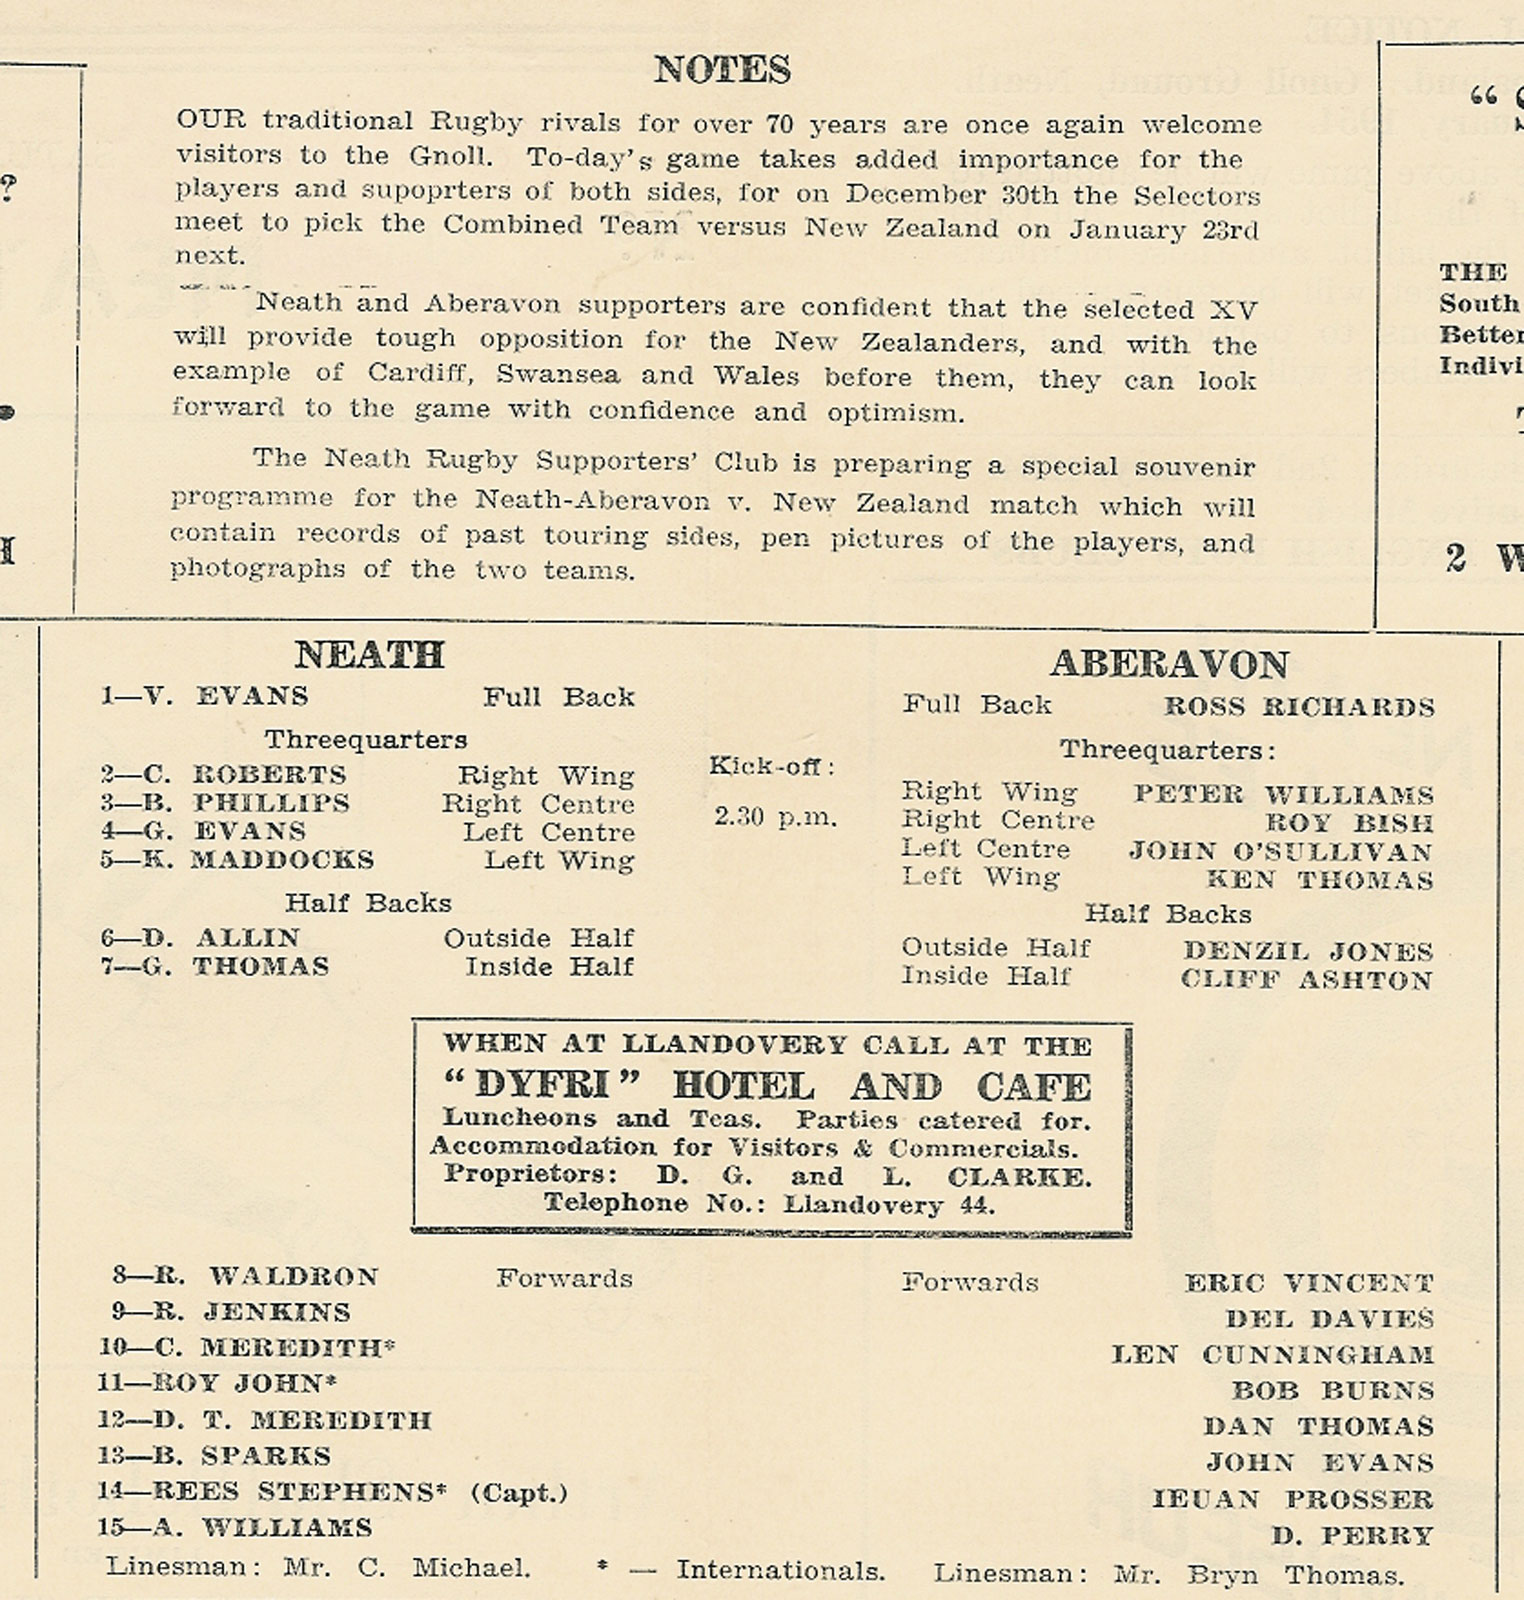 NOTES
OUR traditional Rugby rivals for over 70 years are once again welcome
visitors to the Gnoll. To-day's game takes added importance for the
players and supoprters of both sides, for on December 30th the Selectors
meet to pick the Combined Team versus New Zealand on January 23rd
next.
Neath and Aberavon supporters are confident that the selected XV
will provide tough opposition for the New Zealanders, and with the
example of Cardiff, Swansea and Wales before them, they can look
forward to the game with confidence and optimism.
The Neath Rugby Supporters' Club is preparing a special souvenir
programme for the Neath-Aberavon v. New Zealand match which will
contain records of past touring sides, pen pictures of the players, and
photographs of the two teams.
?
THE
South
Better
2
NEATH
1—V. EVANS Full Back
Threequarters
2—C. ROBERTS Right Wing
3—B. PHILLIPS Right Centre
4—G. EVANS Left Centre
5—K. MADDOCKS Left Wing
Half Backs
6—D. ALLIN Outside Half
7—G. THOMAS Inside Half
Kick-off:
2.30 p.m.
ABERAVON
Full Back ROSS RICHARDS
Threequarters:
Right Wing PETER WILLIAMS
Right Centre ROY BISH
Left Centre JOHN O'SULLIVAN
Left Wing KEN THOMAS
Half Backs
Outside Half DENZIL JONES
Inside Half CLIFF ASHTON
WHEN AT LLANDOVERY CALL AT THE
"DYFRI" HOTEL AND CAFE
Luncheons and Teas. Parties catered for.
Accommodation for Visitors & Commercials.
Proprietors: D. G. and L. CLARKE.
Telephone No.: Llandovery 44.
8—R. WALDRON Forwards
9—R. JENKINS
10—C. MEREDITH*
11—ROY JOHN*
12—D. T. MEREDITH
13—B. SPARKS
14—REES STEPHENS* (Capt.)
15—A. WILLIAMS
Forwards ERIC VINCENT
DEL DAVIES
LEN CUNNINGHAM
BOB BURNS
DAN THOMAS
JOHN EVANS
IEUAN PROSSER
D. PERRY
Linesman: Mr. C. Michael. * — Internationals. Linesman: Mr. Bryn Thomas.